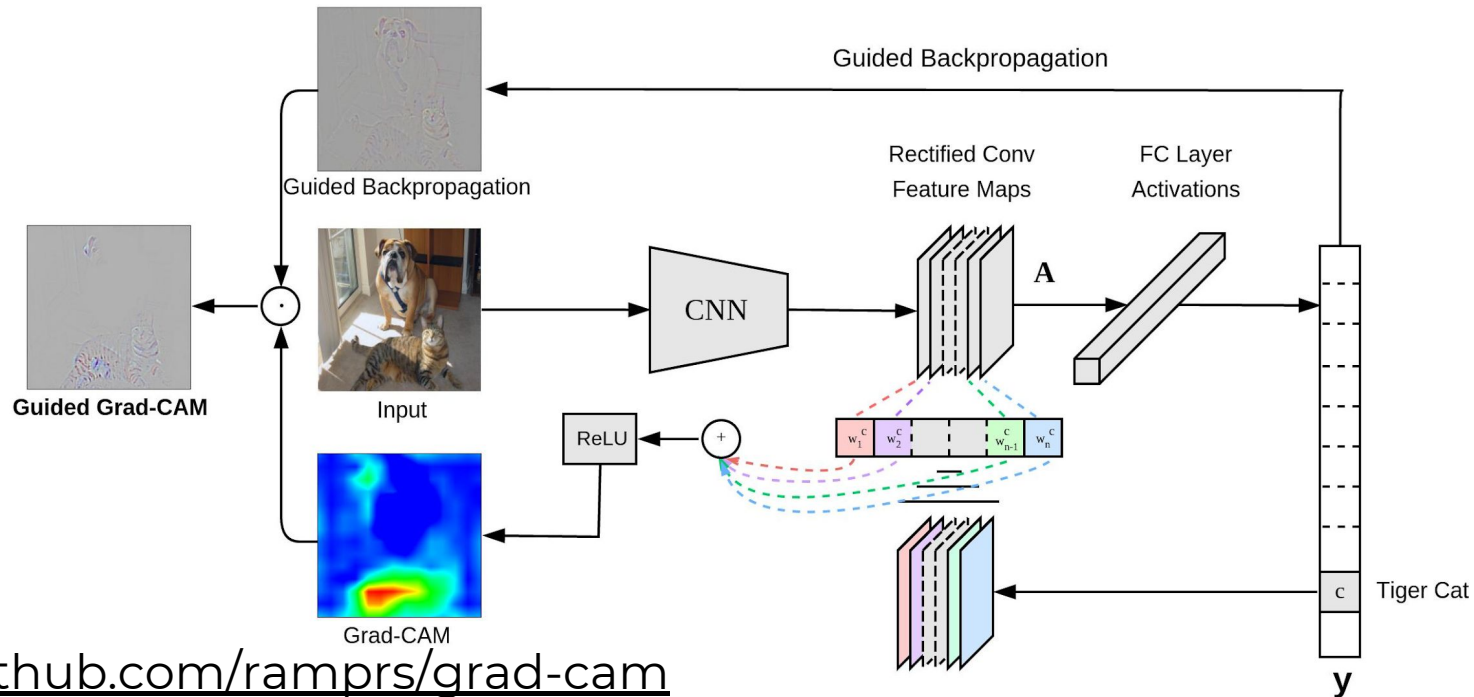 Guided Backpropagation
Guided Backpropagation
Rectified Conv
Feature Maps
FC Layer
Activations
A
CNN
Guided Grad-CAM
Input
ReLU
+
w₁ᶜ w₂ᶜ wₙ₋₁ᶜ wₙᶜ
c
Tiger Cat
Grad-CAM
thub.com/ramprs/grad-cam
y